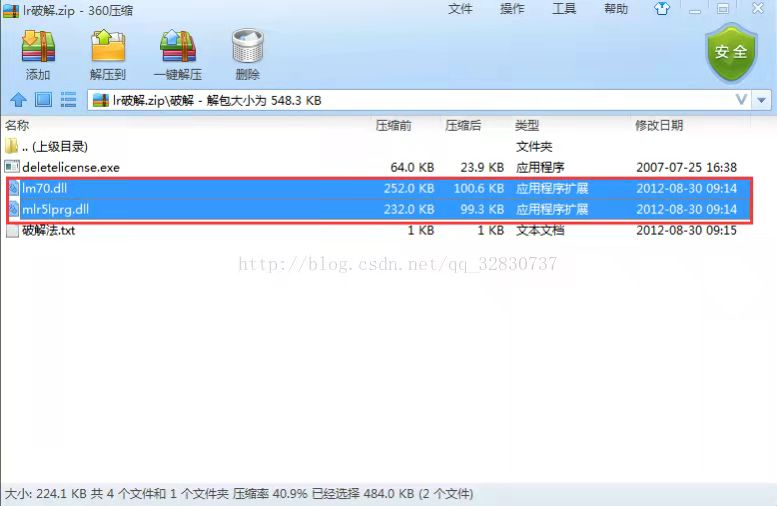 lr破解.zip - 360压缩 文件 操作 工具 帮助
添加 解压到 一键解压 删除 安全
lr破解.zip\破解 - 解包大小为 548.3 KB
名称 压缩前 压缩后 类型 修改日期
.. (上级目录) 文件夹
deletelicense.exe 64.0 KB 23.9 KB 应用程序 2007-07-25 16:38
lm70.dll 252.0 KB 100.6 KB 应用程序扩展 2012-08-30 09:14
mlr5lprg.dll 232.0 KB 99.3 KB 应用程序扩展 2012-08-30 09:14
破解法.txt 1 KB 1 KB 文本文档 2012-08-30 09:15
http://blog.csdn.net/qq_32830737
大小: 224.1 KB 共 4 个文件和 1 个文件夹 压缩率 40.9% 已经选择 484.0 KB (2 个文件)